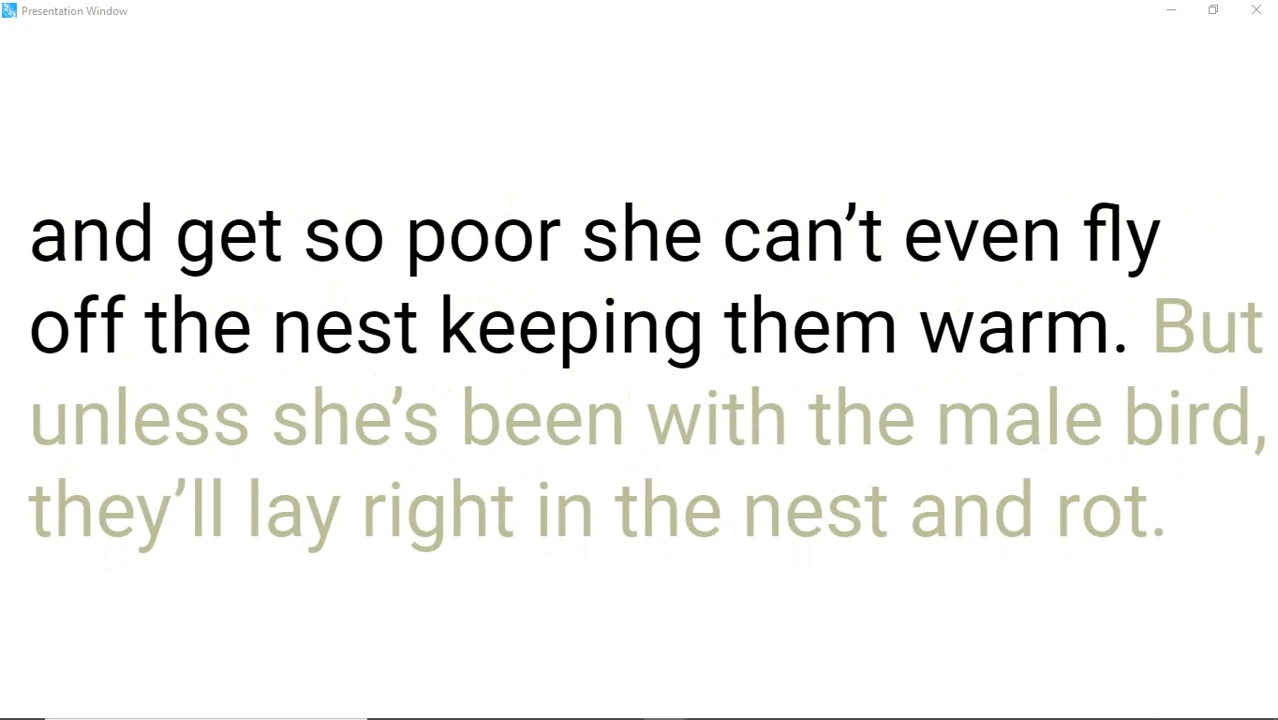 Presentation Window
and get so poor she can’t even fly
off the nest keeping them warm. But
unless she’s been with the male bird,
they’ll lay right in the nest and rot.